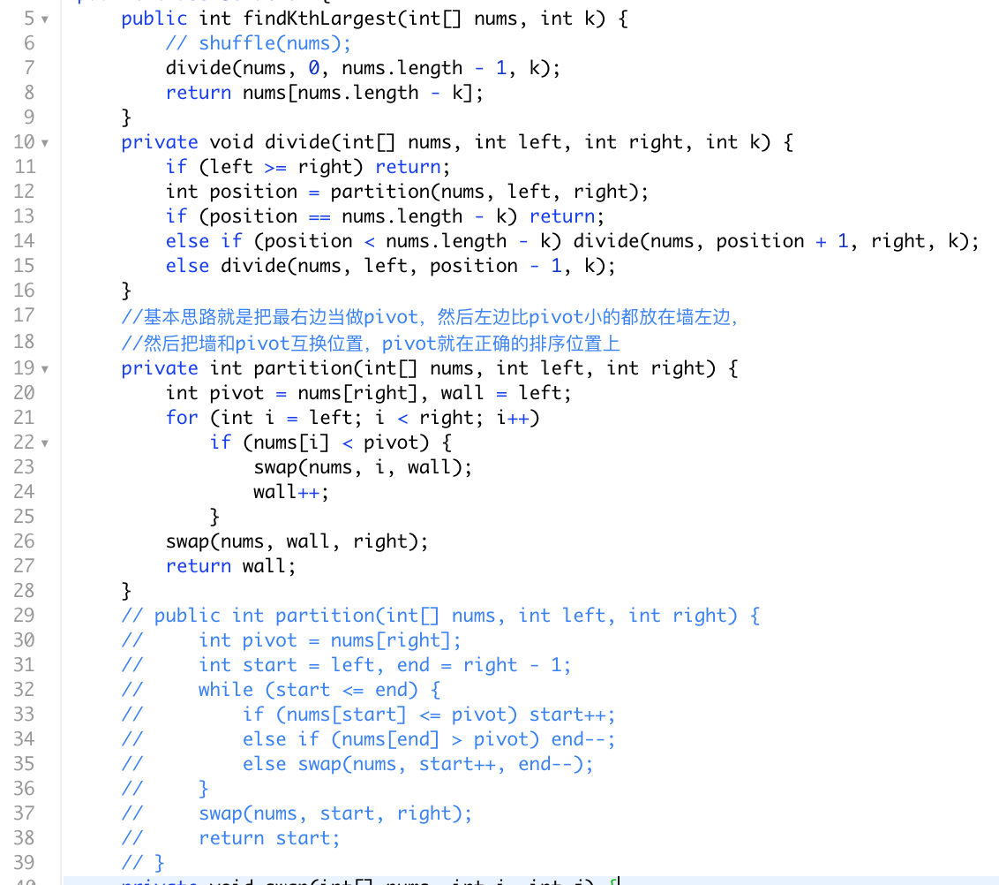 5 public int findKthLargest(int[] nums, int k) {
6 // shuffle(nums);
7 divide(nums, 0, nums.length - 1, k);
8 return nums[nums.length - k];
9 }
10 private void divide(int[] nums, int left, int right, int k) {
11 if (left >= right) return;
12 int position = partition(nums, left, right);
13 if (position == nums.length - k) return;
14 else if (position < nums.length - k) divide(nums, position + 1, right, k);
15 else divide(nums, left, position - 1, k);
16 }
17 //基本思路就是把最右边当做pivot，然后左边比pivot小的都放在墙左边，
18 //然后把墙和pivot互换位置，pivot就在正确的排序位置上
19 private int partition(int[] nums, int left, int right) {
20 int pivot = nums[right], wall = left;
21 for (int i = left; i < right; i++)
22 if (nums[i] < pivot) {
23 swap(nums, i, wall);
24 wall++;
25 }
26 swap(nums, wall, right);
27 return wall;
28 }
29 // public int partition(int[] nums, int left, int right) {
30 // int pivot = nums[right];
31 // int start = left, end = right - 1;
32 // while (start <= end) {
33 // if (nums[start] <= pivot) start++;
34 // else if (nums[end] > pivot) end--;
35 // else swap(nums, start++, end--);
36 // }
37 // swap(nums, start, right);
38 // return start;
39 // }
40 private void swap(int[] nums, int i, int j) {